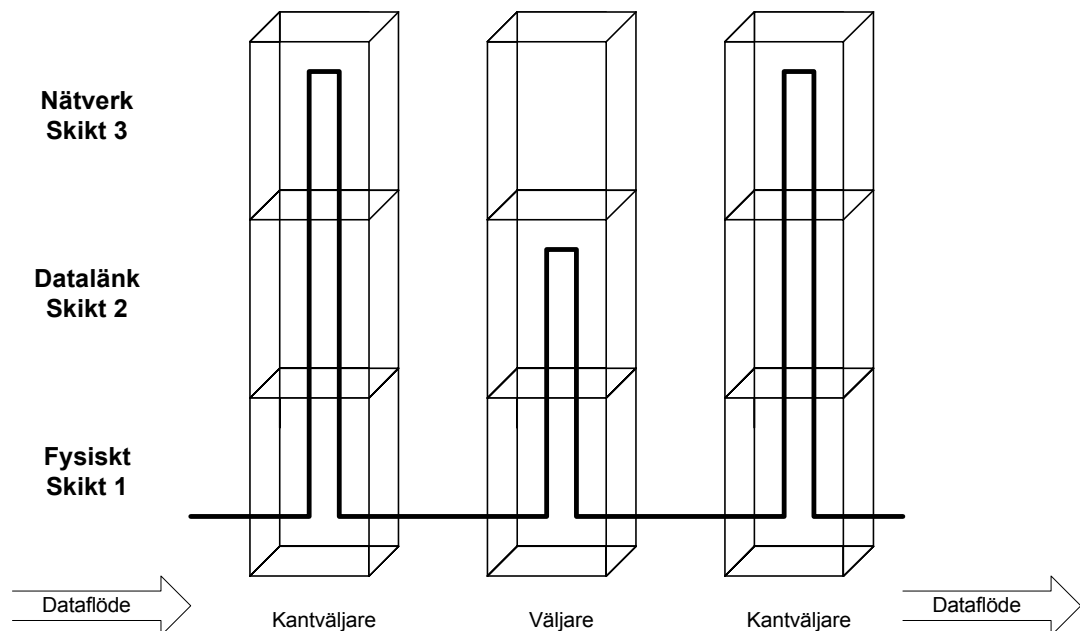 Nätverk
Skikt 3
Datalänk
Skikt 2
Fysiskt
Skikt 1
Dataflöde
Kantväljare
Väljare
Kantväljare
Dataflöde